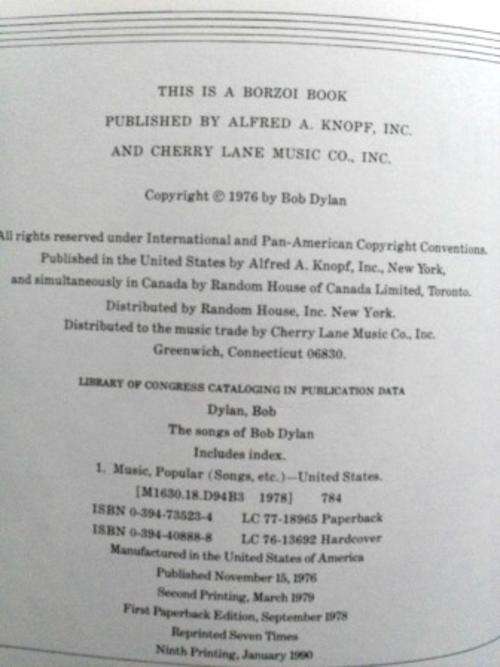 THIS IS A BORZOI BOOK
PUBLISHED BY ALFRED A. KNOPF, INC.
AND CHERRY LANE MUSIC CO., INC.
Copyright © 1976 by Bob Dylan
All rights reserved under International and Pan-American Copyright Conventions.
Published in the United States by Alfred A. Knopf, Inc., New York,
and simultaneously in Canada by Random House of Canada Limited, Toronto.
Distributed by Random House, Inc. New York.
Distributed to the music trade by Cherry Lane Music Co., Inc.
Greenwich, Connecticut 06830.
LIBRARY OF CONGRESS CATALOGING IN PUBLICATION DATA
Dylan, Bob
The songs of Bob Dylan
Includes index.
1. Music, Popular (Songs, etc.)—United States.
[M1630.18.D94B3 1978] 784
ISBN 0-394-73523-4 LC 77-18965 Paperback
ISBN 0-394-40888-8 LC 76-13692 Hardcover
Manufactured in the United States of America
Published November 15, 1976
Second Printing, March 1979
First Paperback Edition, September 1978
Reprinted Seven Times
Ninth Printing, January 1990